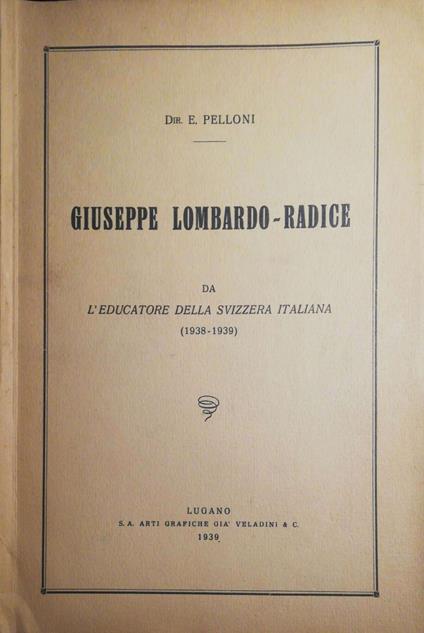 DIR. E. PELLONI
GIUSEPPE LOMBARDO-RADICE
DA
L'EDUCATORE DELLA SVIZZERA ITALIANA
(1938-1939)
LUGANO
S. A. ARTI GRAFICHE GIA' VELADINI & C.
1939